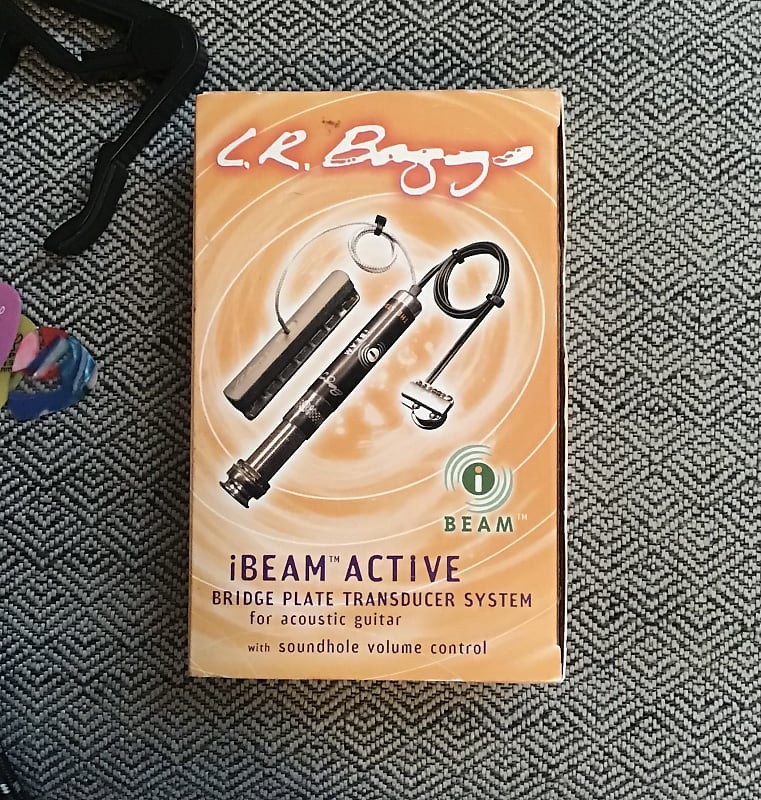 L.R. Baggs
i
BEAM™
iBEAM™ ACTIVE
BRIDGE PLATE TRANSDUCER SYSTEM
for acoustic guitar
with soundhole volume control